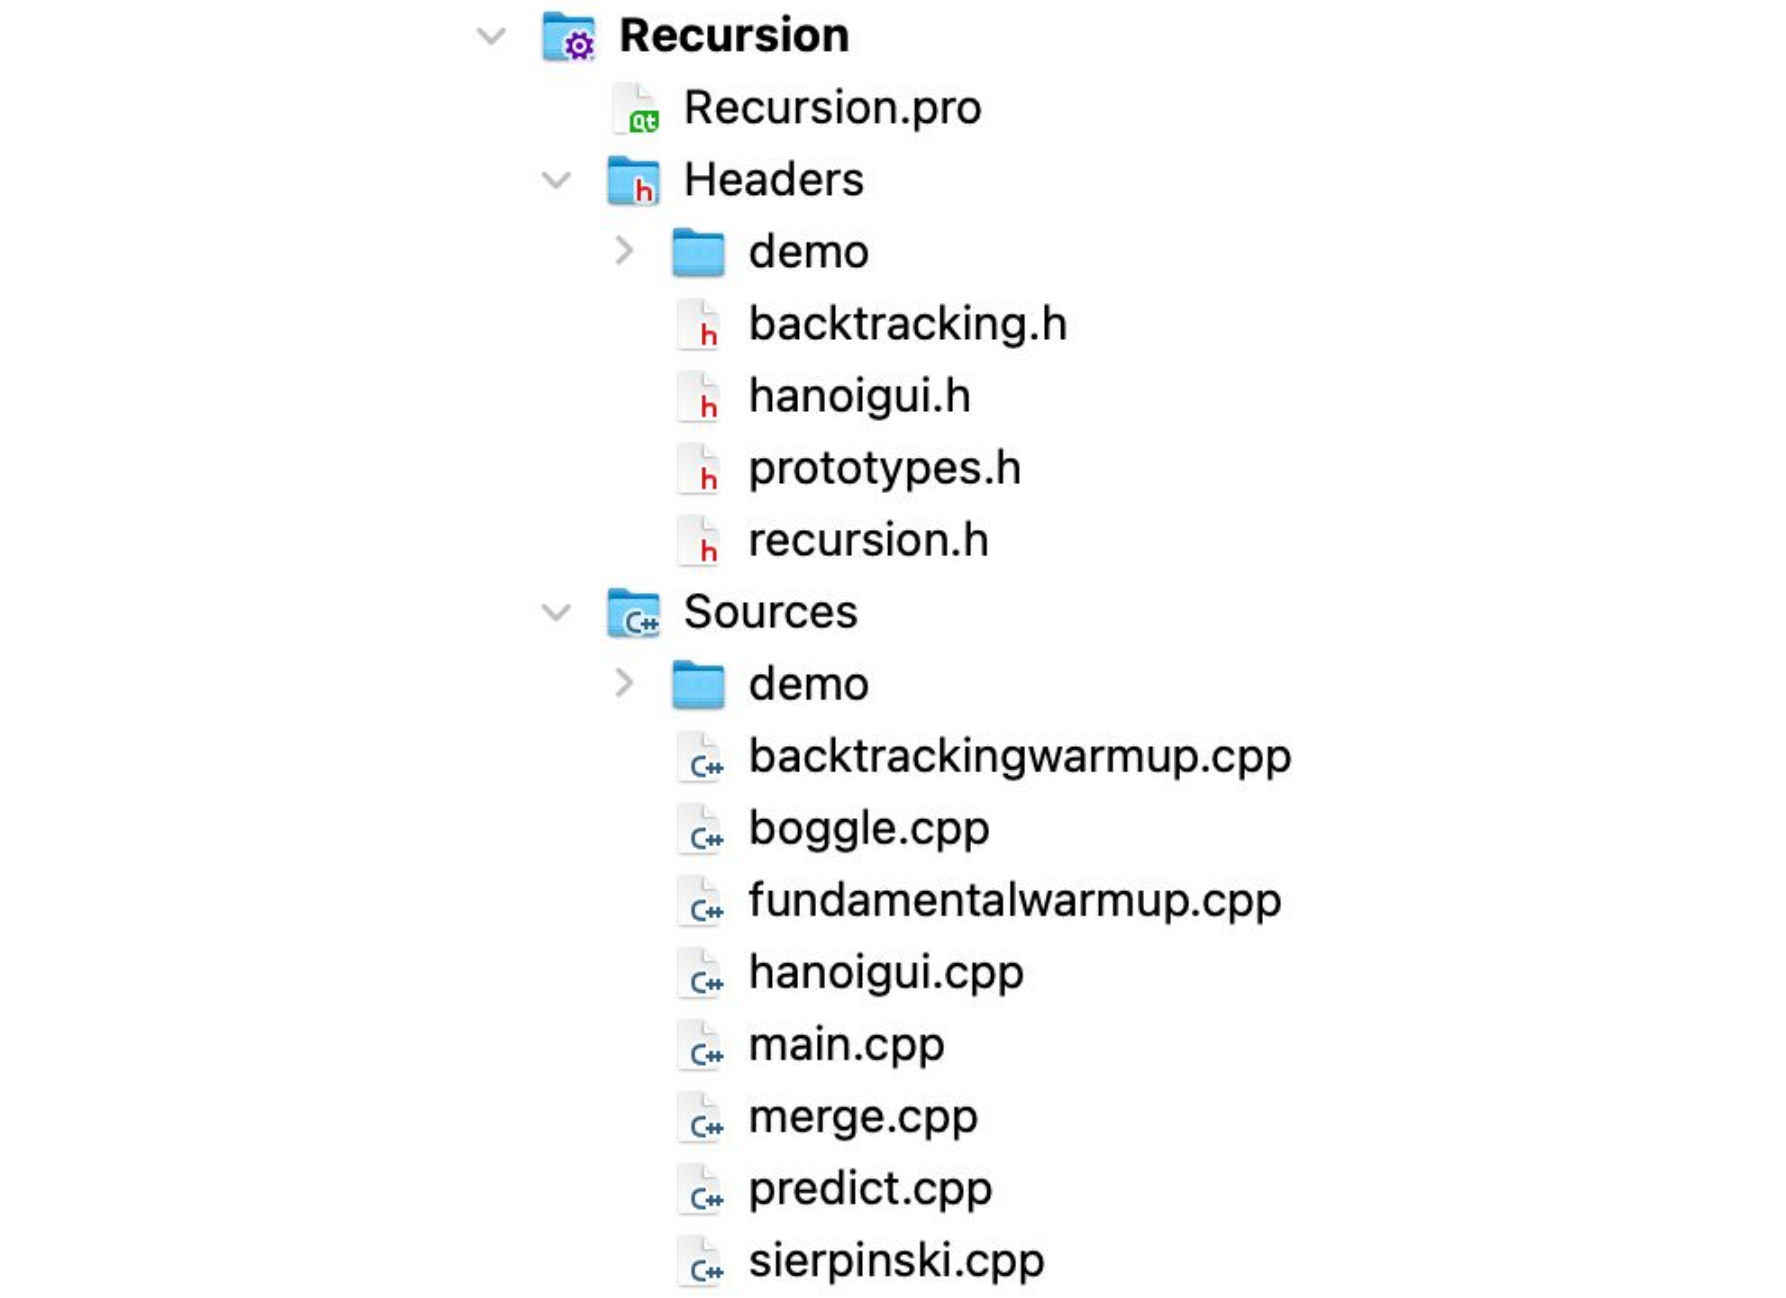 Recursion
Recursion.pro
Headers
demo
backtracking.h
hanoigui.h
prototypes.h
recursion.h
Sources
demo
backtrackingwarmup.cpp
boggle.cpp
fundamentalwarmup.cpp
hanoigui.cpp
main.cpp
merge.cpp
predict.cpp
sierpinski.cpp